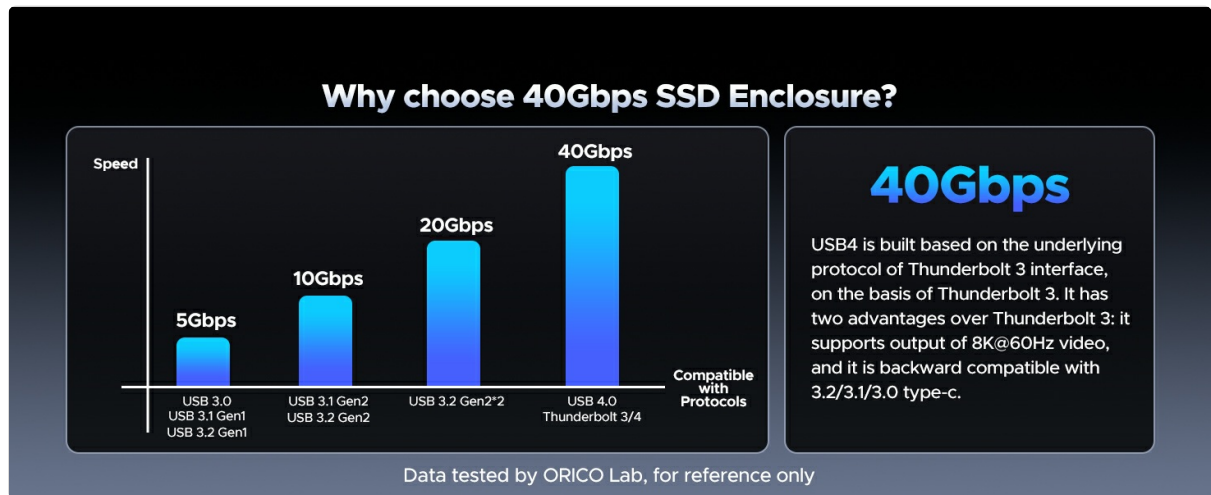 Why choose 40Gbps SSD Enclosure?
Speed
5Gbps
10Gbps
20Gbps
40Gbps
USB 3.0
USB 3.1 Gen1
USB 3.2 Gen1
USB 3.1 Gen2
USB 3.2 Gen2
USB 3.2 Gen2*2
USB 4.0
Thunderbolt 3/4
Compatible
with
Protocols
40Gbps
USB4 is built based on the underlying
protocol of Thunderbolt 3 interface,
on the basis of Thunderbolt 3. It has
two advantages over Thunderbolt 3: it
supports output of 8K@60Hz video,
and it is backward compatible with
3.2/3.1/3.0 type-c.
Data tested by ORICO Lab, for reference only